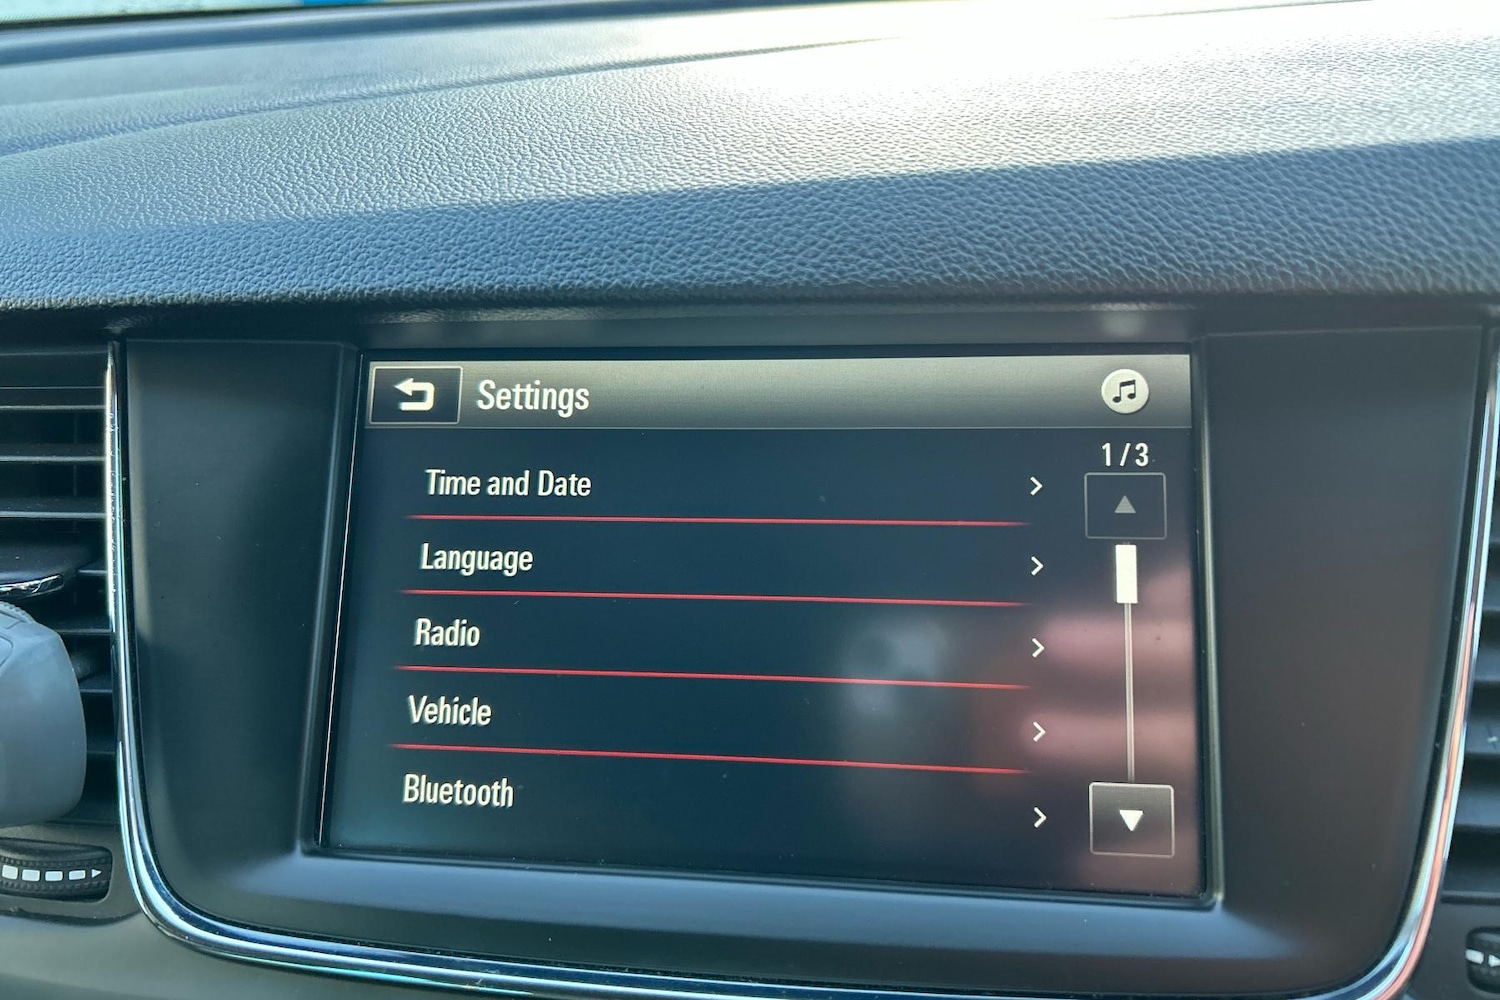 Settings
1/3
Time and Date
Language
Radio
Vehicle
Bluetooth